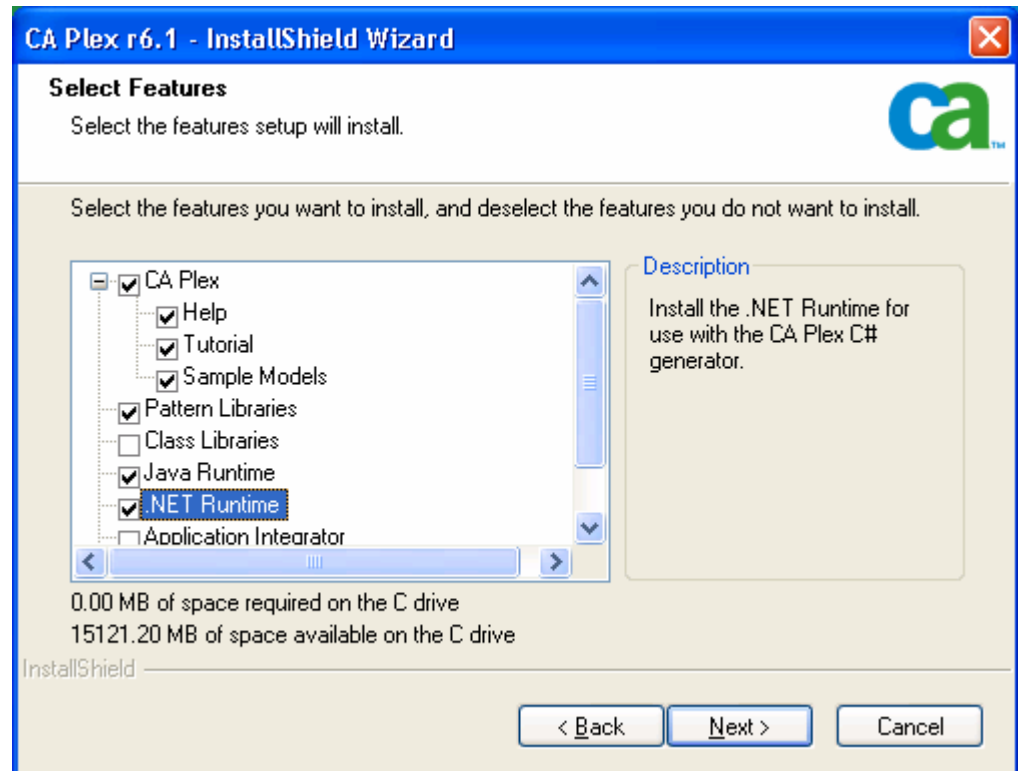 CA Plex r6.1 - InstallShield Wizard
Select Features
Select the features setup will install.
ca TM
Select the features you want to install, and deselect the features you do not want to install.
CA Plex
Help
Tutorial
Sample Models
Pattern Libraries
Class Libraries
Java Runtime
.NET Runtime
Application Integrator
Description
Install the .NET Runtime for
use with the CA Plex C#
generator.
0.00 MB of space required on the C drive
15121.20 MB of space available on the C drive
InstallShield
< Back
Next >
Cancel